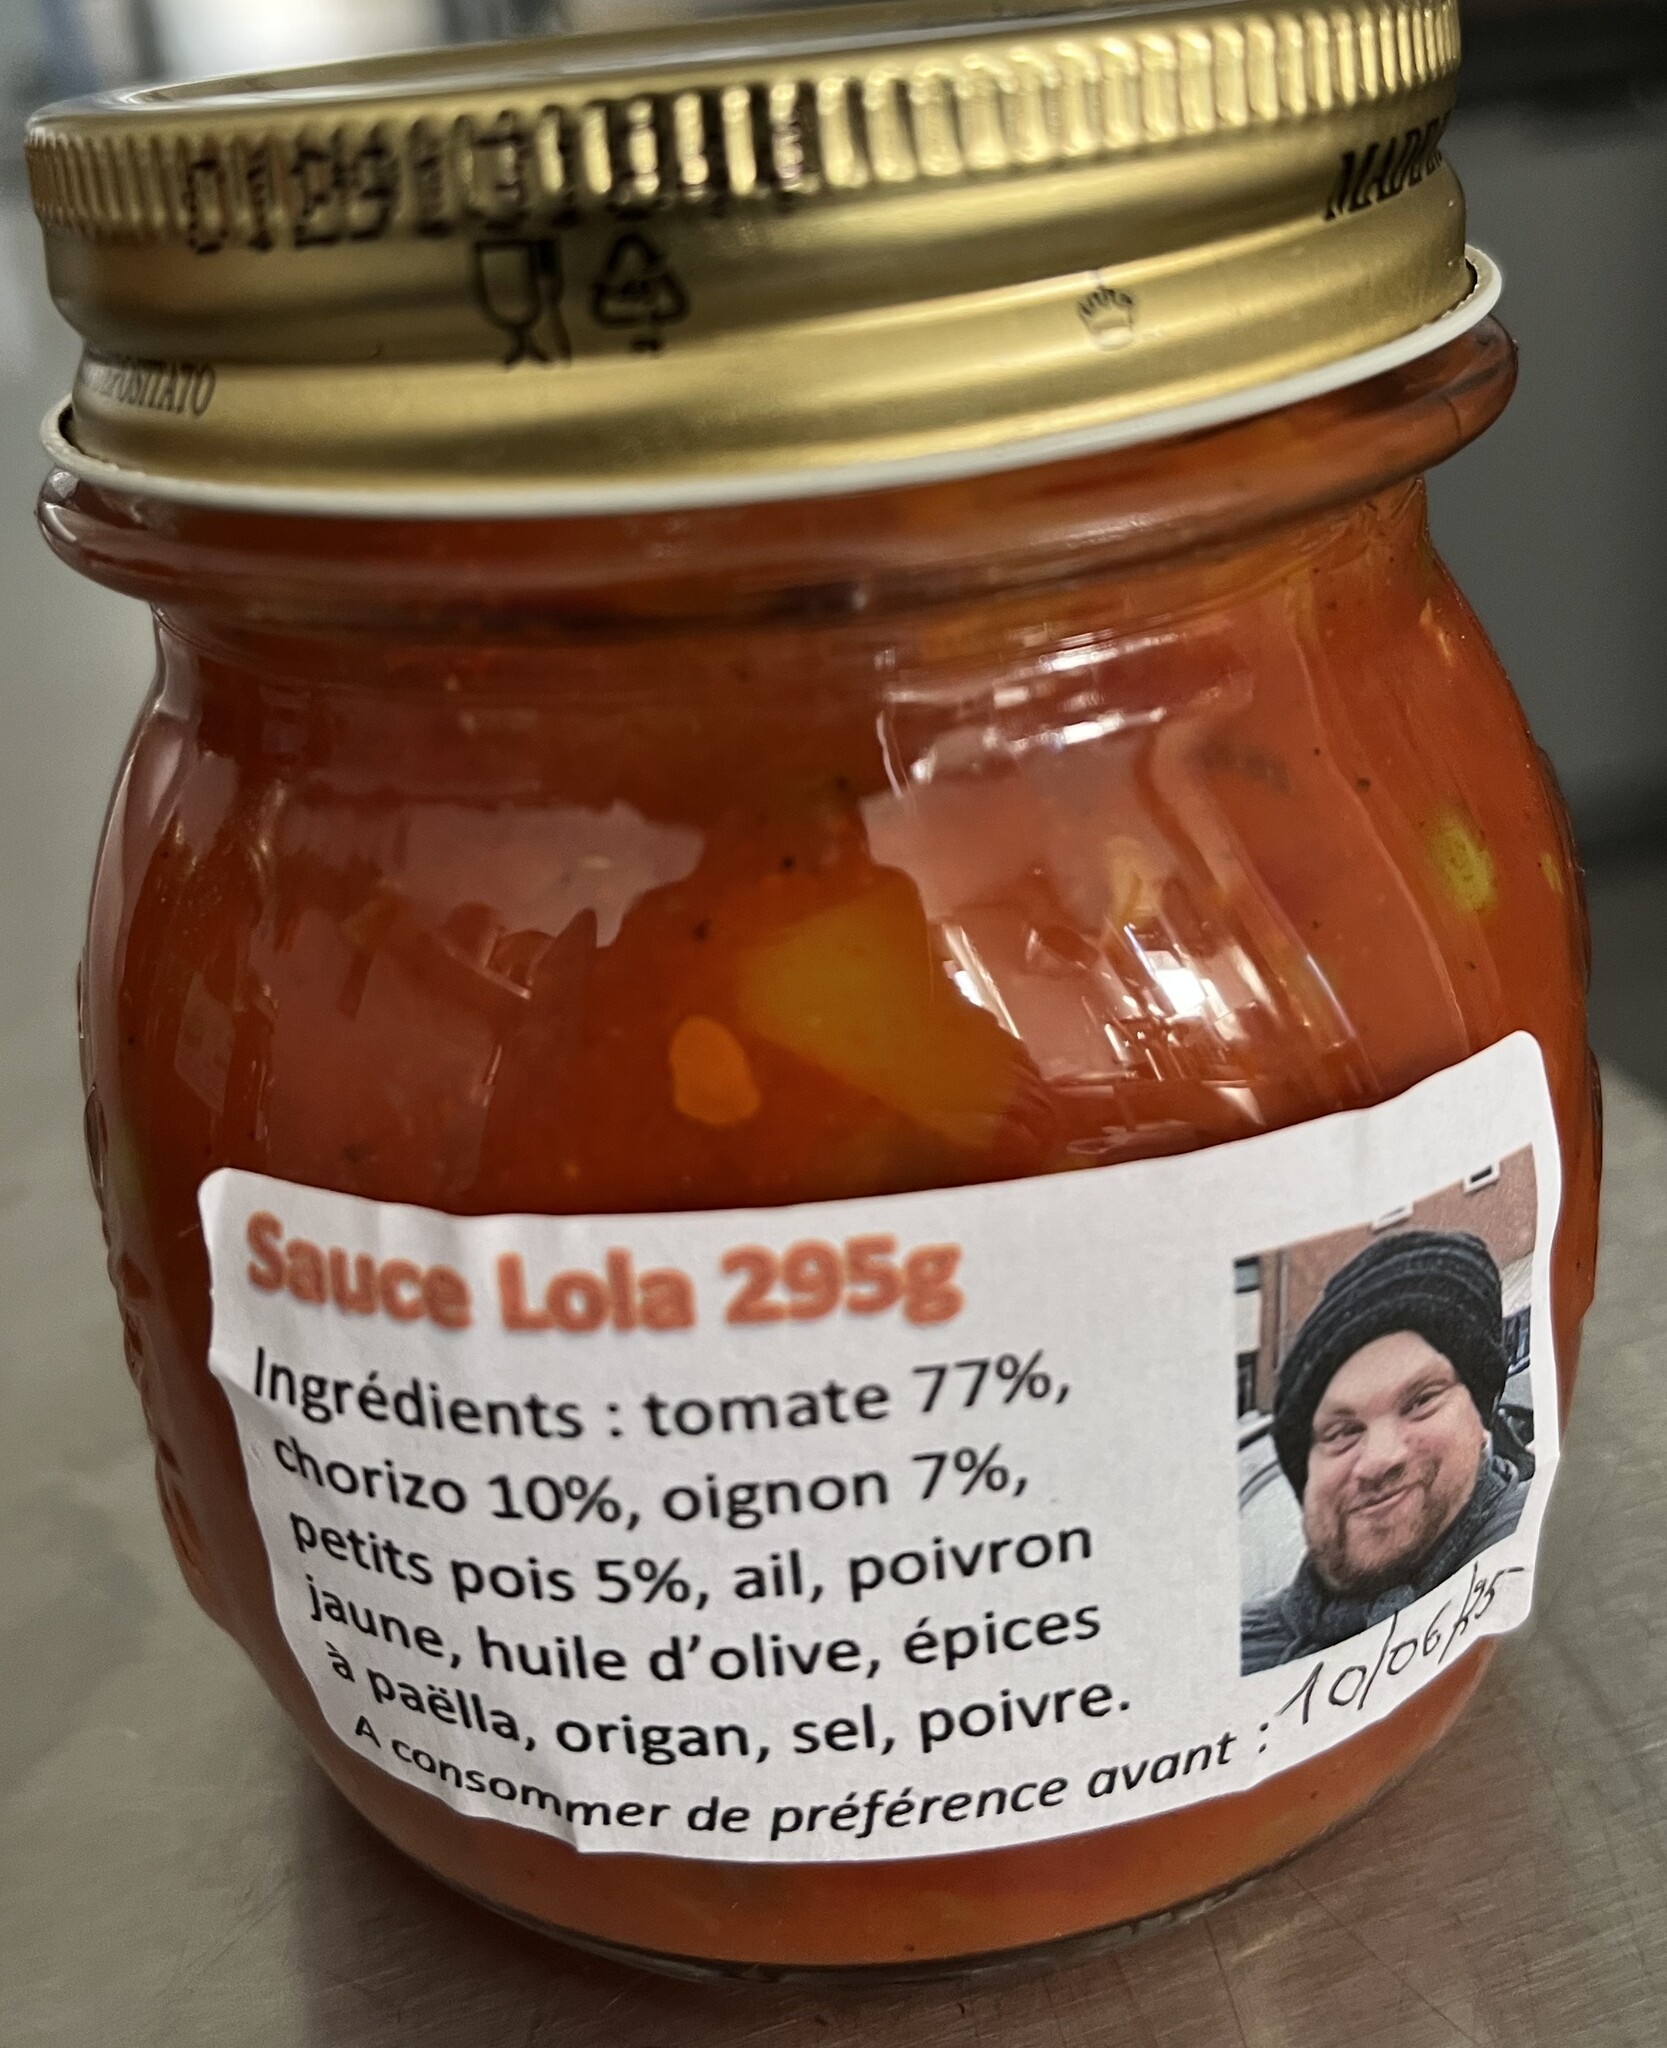 Sauce Lola 295g
Ingrédients : tomate 77%,
chorizo 10%, oignon 7%,
petits pois 5%, ail, poivron
jaune, huile d'olive, épices
à paëlla, origan, sel, poivre.
A consommer de préférence avant : 10/06/25